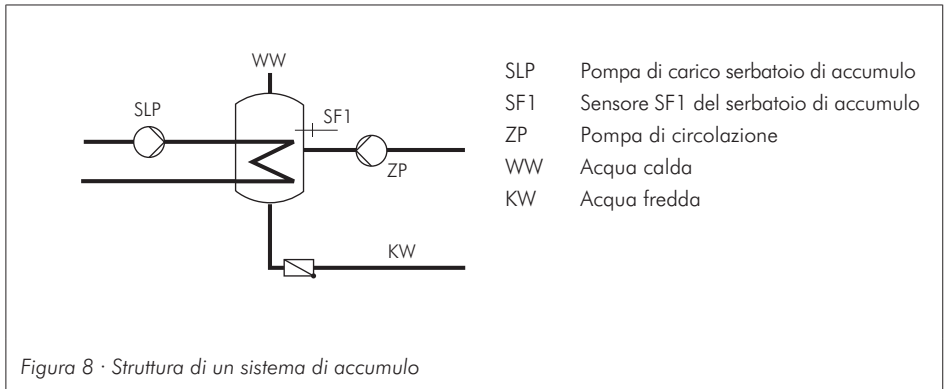 WW
SLP
SF1
ZP
KW
SLP Pompa di carico serbatoio di accumulo
SF1 Sensore SF1 del serbatoio di accumulo
ZP Pompa di circolazione
WW Acqua calda
KW Acqua fredda
Figura 8 · Struttura di un sistema di accumulo